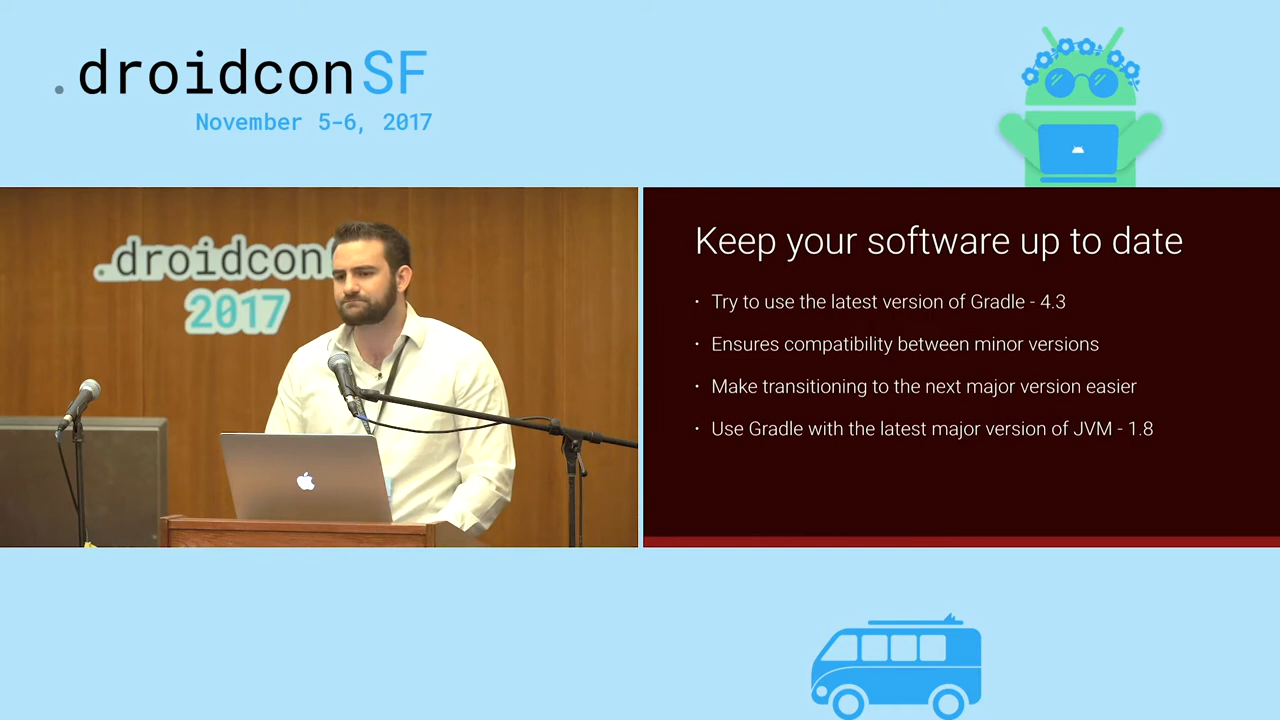 .droidconSF
November 5-6, 2017
.droidcon
2017
Keep your software up to date
• Try to use the latest version of Gradle - 4.3
• Ensures compatibility between minor versions
• Make transitioning to the next major version easier
• Use Gradle with the latest major version of JVM - 1.8